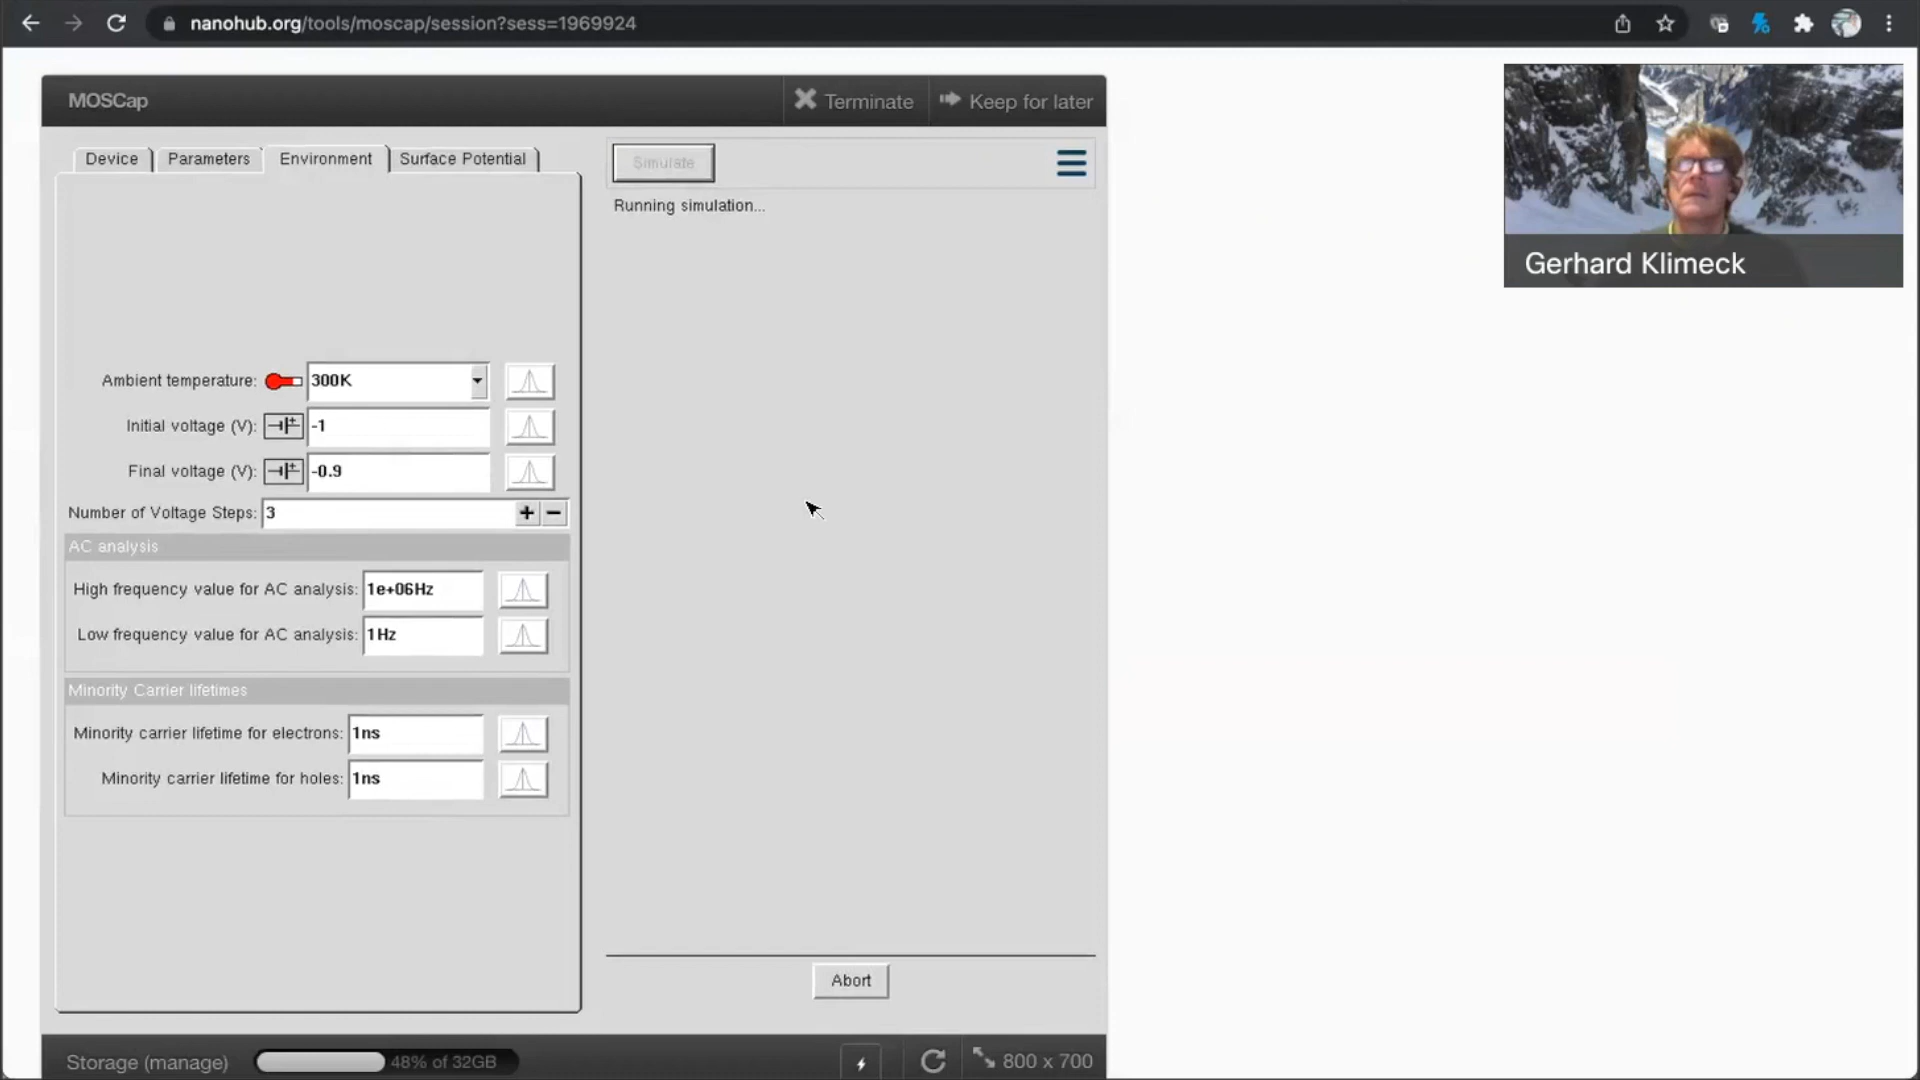 nanohub.org/tools/moscap/session?sess=1969924
MOSCap
Terminate
Keep for later
Device
Parameters
Environment
Surface Potential
Simulate
Running simulation...
Gerhard Klimeck
Ambient temperature:
300K
Initial voltage (V):
-1
Final voltage (V):
-0.9
Number of Voltage Steps:
3
AC analysis
High frequency value for AC analysis:
1e+06Hz
Low frequency value for AC analysis:
1Hz
Minority Carrier lifetimes
Minority carrier lifetime for electrons:
1ns
Minority carrier lifetime for holes:
1ns
Abort
Storage (manage)
48% of 32GB
800 x 700